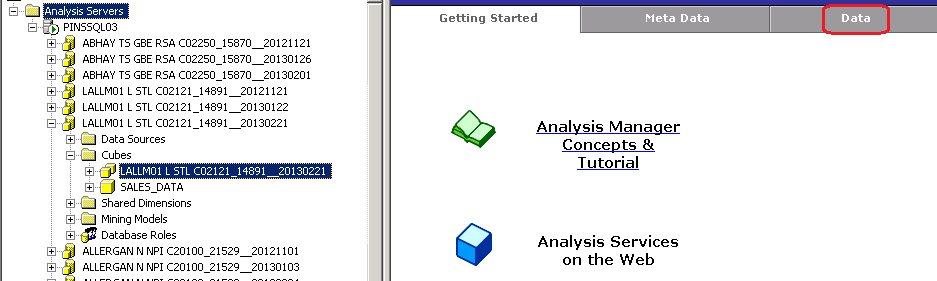 Analysis Servers
PINSSQL03
ABHAY TS GBE RSA C02250_15870__20121121
ABHAY TS GBE RSA C02250_15870__20130126
ABHAY TS GBE RSA C02250_15870__20130201
LALLM01 L STL C02121_14891__20121121
LALLM01 L STL C02121_14891__20130122
LALLM01 L STL C02121_14891__20130221
Data Sources
Cubes
LALLM01 L STL C02121_14891__20130221
SALES_DATA
Shared Dimensions
Mining Models
Database Roles
ALLERGAN N NPI C20100_21529__20121101
ALLERGAN N NPI C20100_21529__20130103
Getting Started
Meta Data
Data
Analysis Manager
Concepts &
Tutorial
Analysis Services
on the Web